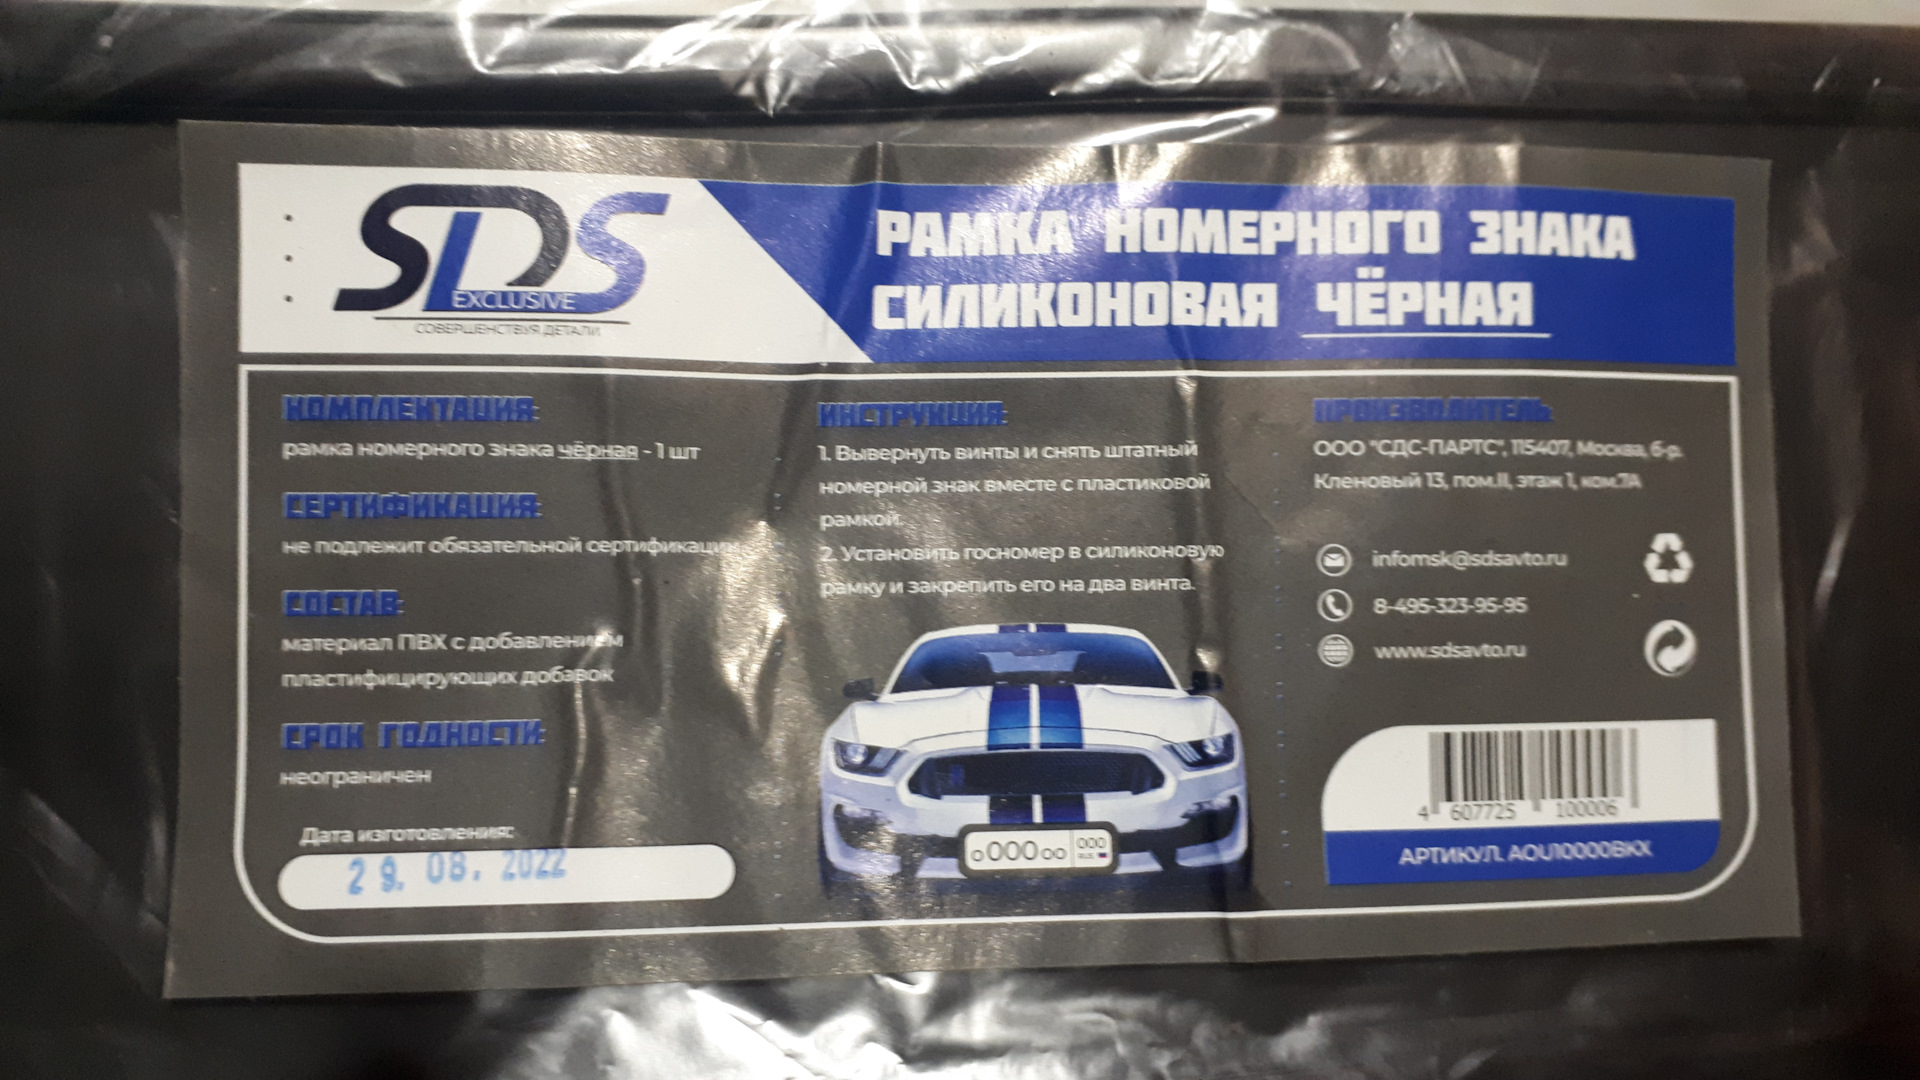 SDS
EXCLUSIVE
СОВЕРШЕНСТВУЯ ДЕТАЛИ
РАМКА НОМЕРНОГО ЗНАКА
СИЛИКОНОВАЯ ЧЁРНАЯ
КОМПЛЕКТАЦИЯ:
рамка номерного знака чёрная - 1 шт
СЕРТИФИКАЦИЯ:
не подлежит обязательной сертификации
СОСТАВ:
материал ПВХ с добавлением
пластифицирующих добавок
СРОК ГОДНОСТИ:
неограничен
Дата изготовления:
29. 08. 2022
ИНСТРУКЦИЯ:
1. Вывернуть винты и снять штатный
номерной знак вместе с пластиковой
рамкой.
2. Установить госномер в силиконовую
рамку и закрепить его на два винта.
о000оо 000
RUS
ПРОИЗВОДИТЕЛЬ:
ООО "СДС-ПАРТС", 115407, Москва, б-р.
Кленовый 13, пом.II, этаж 1, ком.7А
infomsk@sdsavto.ru
8-495-323-95-95
www.sdsavto.ru
4 607725 100006
АРТИКУЛ. AOU10000BKX